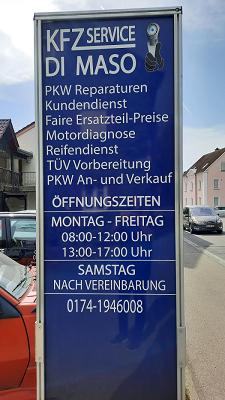 KFZ SERVICE
DI MASO
PKW Reparaturen
Kundendienst
Faire Ersatzteil-Preise
Motordiagnose
Reifendienst
TÜV Vorbereitung
PKW An- und Verkauf
ÖFFNUNGSZEITEN
MONTAG - FREITAG
08:00-12:00 Uhr
13:00-17:00 Uhr
SAMSTAG
NACH VEREINBARUNG
0174-1946008